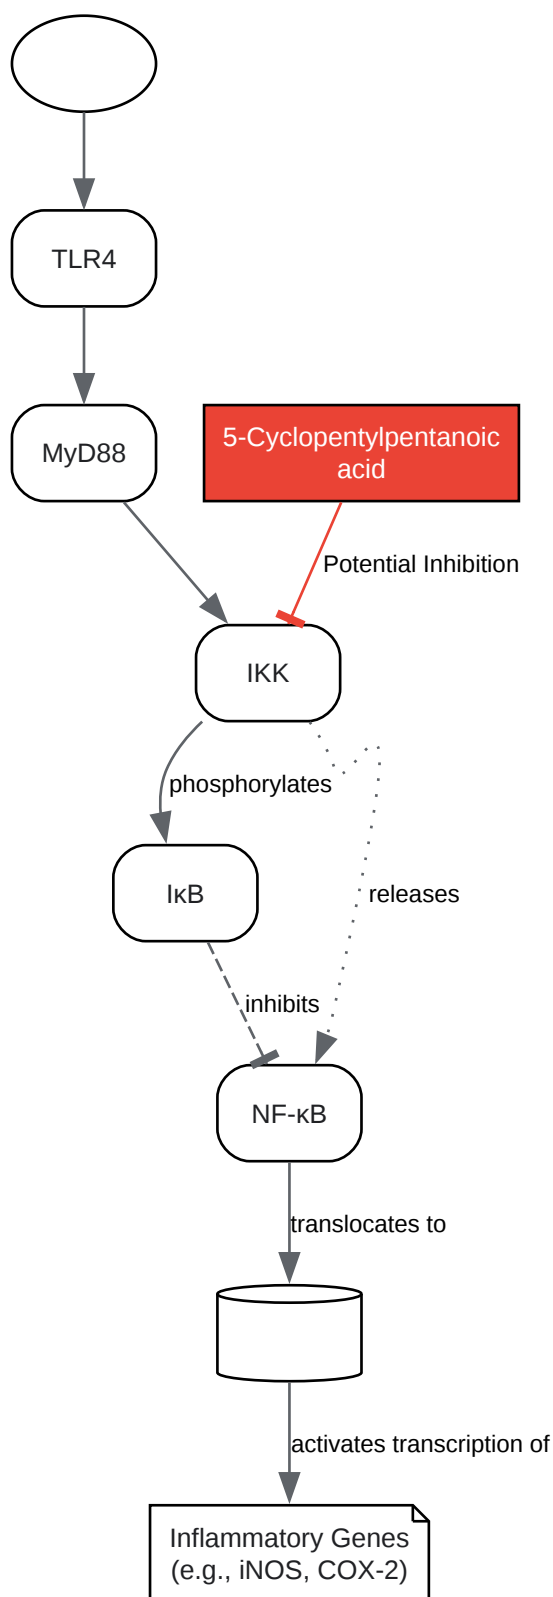 TLR4
MyD88
5-Cyclopentylpentanoic
acid
Potential Inhibition
IKK
phosphorylates
IκB
releases
inhibits
NF-κB
translocates to
activates transcription of
Inflammatory Genes
(e.g., iNOS, COX-2)